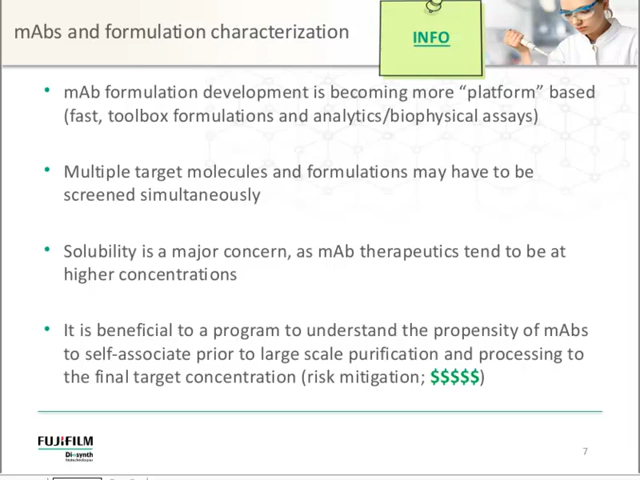 mAbs and formulation characterization
INFO
• mAb formulation development is becoming more “platform” based
(fast, toolbox formulations and analytics/biophysical assays)
• Multiple target molecules and formulations may have to be
screened simultaneously
• Solubility is a major concern, as mAb therapeutics tend to be at
higher concentrations
• It is beneficial to a program to understand the propensity of mAbs
to self-associate prior to large scale purification and processing to
the final target concentration (risk mitigation; $$$$$)
FUJIFILM
Diosynth
7